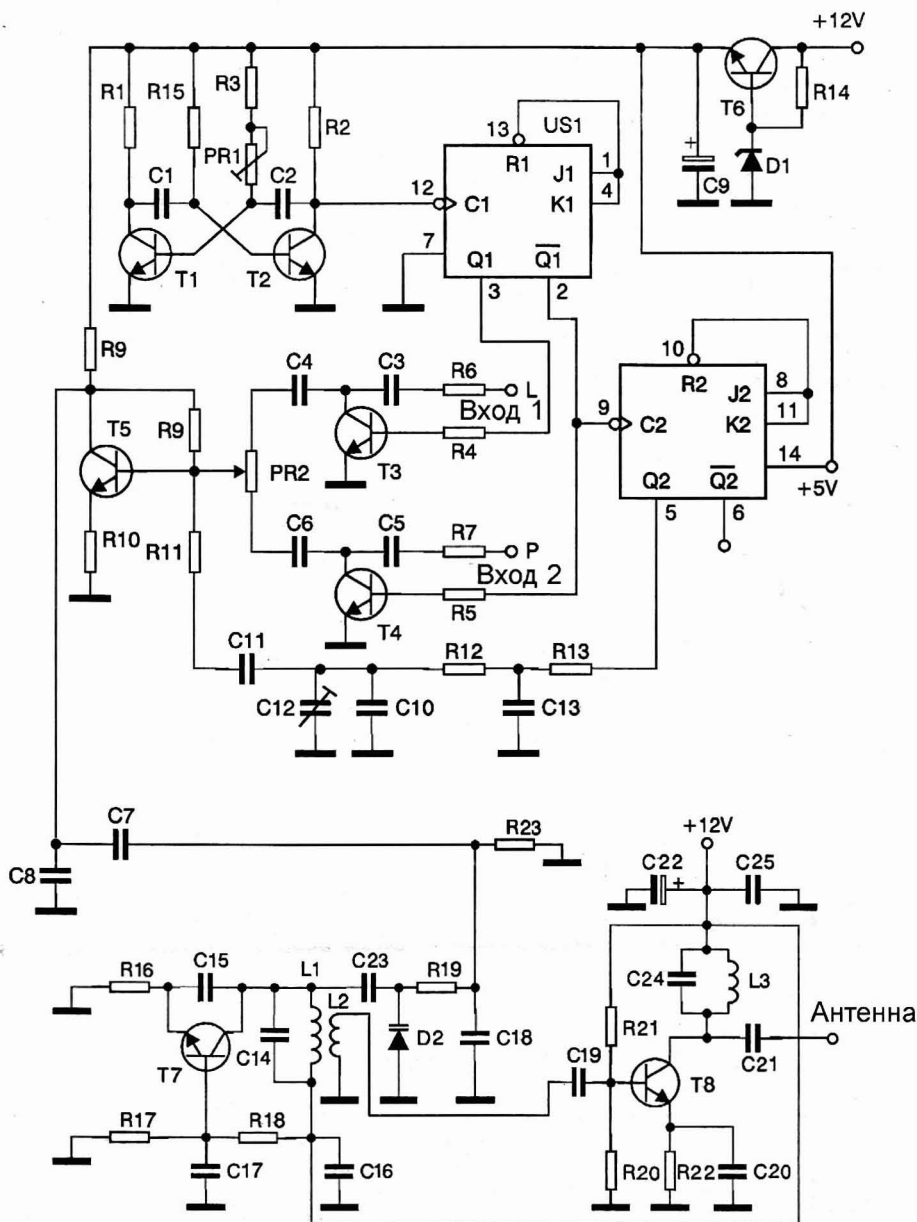 +12V
R1
R15
R3
R2
PR1
C1
C2
T1
T2
13
US1
R1
J1
1
K1
4
12
C1
7
Q1
Q1
3
2
T6
R14
C9
+
D1
R9
C4
C3
R6
L
Вход 1
R4
T3
T5
R9
PR2
R10
R11
C6
C5
R7
P
Вход 2
R5
T4
10
R2
J2
8
K2
11
9
C2
14
Q2
Q2
+5V
5
6
C11
R12
R13
C12
C10
C13
C7
R23
C8
+12V
C22
+
C25
R16
C15
L1
C23
R19
L2
C14
D2
C18
T7
C24
L3
Антенна
R21
C19
T8
C21
R17
R18
C17
C16
R20
R22
C20